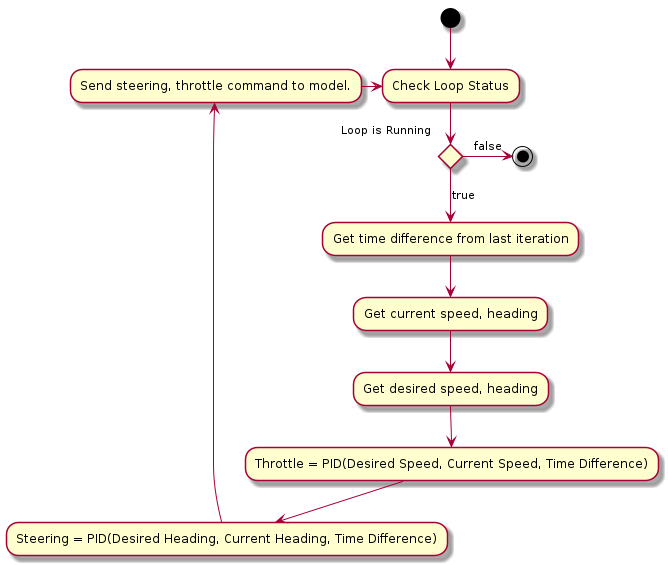 Send steering, throttle command to model.
Check Loop Status
Loop is Running
false
true
Get time difference from last iteration
Get current speed, heading
Get desired speed, heading
Throttle = PID(Desired Speed, Current Speed, Time Difference)
Steering = PID(Desired Heading, Current Heading, Time Difference)